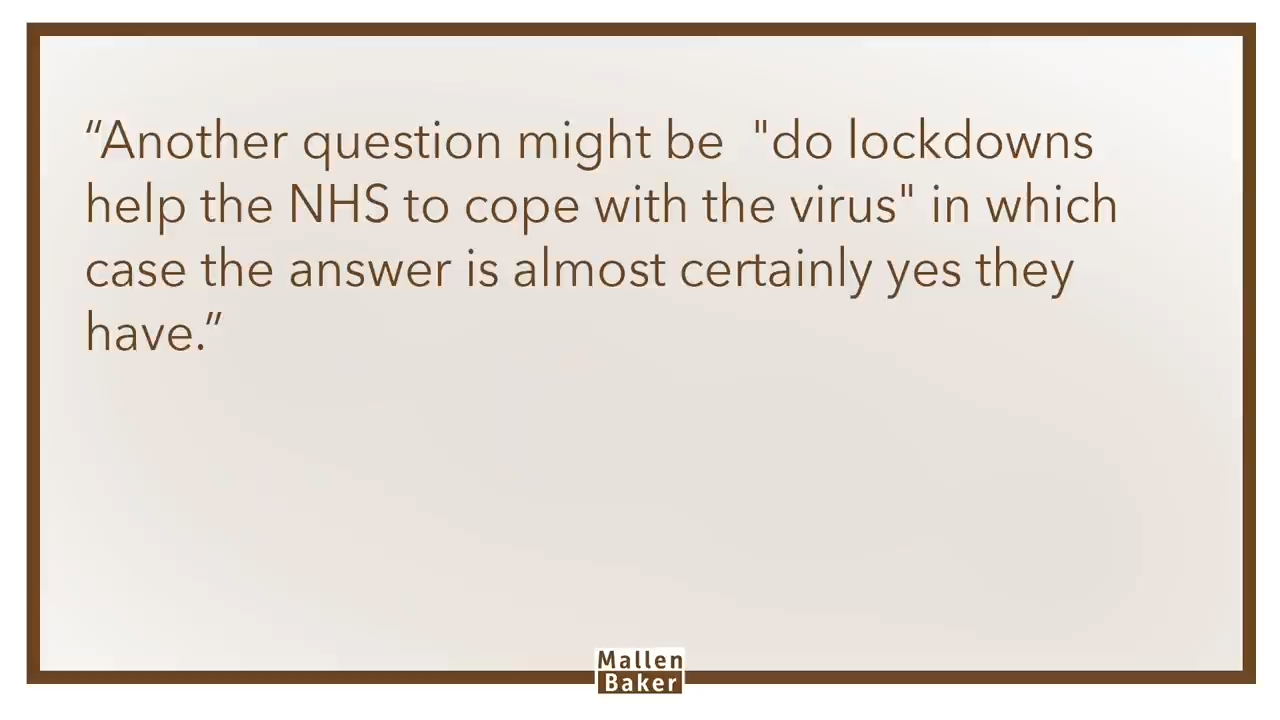 “Another question might be  "do lockdowns
help the NHS to cope with the virus" in which
case the answer is almost certainly yes they
have.”
Mallen
Baker